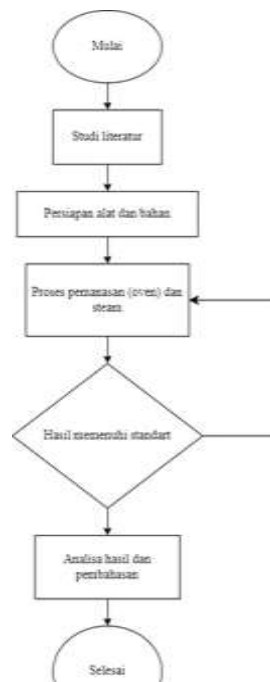 Mulai
Studi literatur
Persiapan alat dan bahan
Proses pemanasan (oven) dan
steam
Hasil memenuhi standart
Analisa hasil dan
pembahasan
Selesai